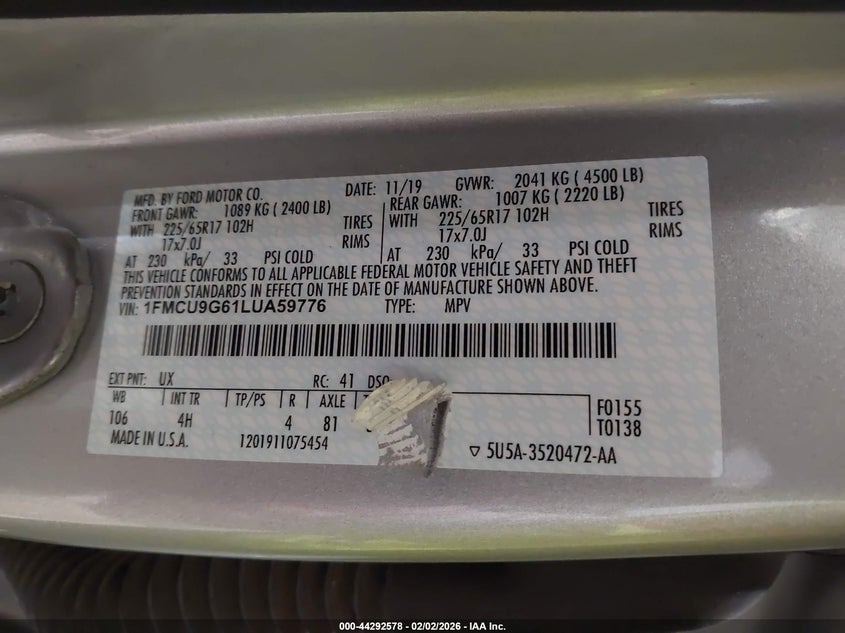 MFD. BY FORD MOTOR CO. DATE: 11/19 GVWR: 2041 KG ( 4500 LB)
FRONT GAWR: 1089 KG ( 2400 LB) REAR GAWR: 1007 KG ( 2220 LB)
WITH 225/65R17 102H TIRES WITH 225/65R17 102H TIRES
17x7.0J RIMS 17x7.0J RIMS
AT 230 kPa/ 33 PSI COLD AT 230 kPa/ 33 PSI COLD
THIS VEHICLE CONFORMS TO ALL APPLICABLE FEDERAL MOTOR VEHICLE SAFETY AND THEFT
PREVENTION STANDARDS IN EFFECT ON THE DATE OF MANUFACTURE SHOWN ABOVE.
VIN: 1FMCU9G61LUA59776 TYPE: MPV
EXT PNT: UX RC: 41 DSO
WB INT TR TP/PS R AXLE
106 4H 4 81
F0155
T0138
MADE IN U.S.A. 1201911075454
▽ 5U5A-3520472-AA
000-44292578 - 02/02/2026 - IAA Inc.